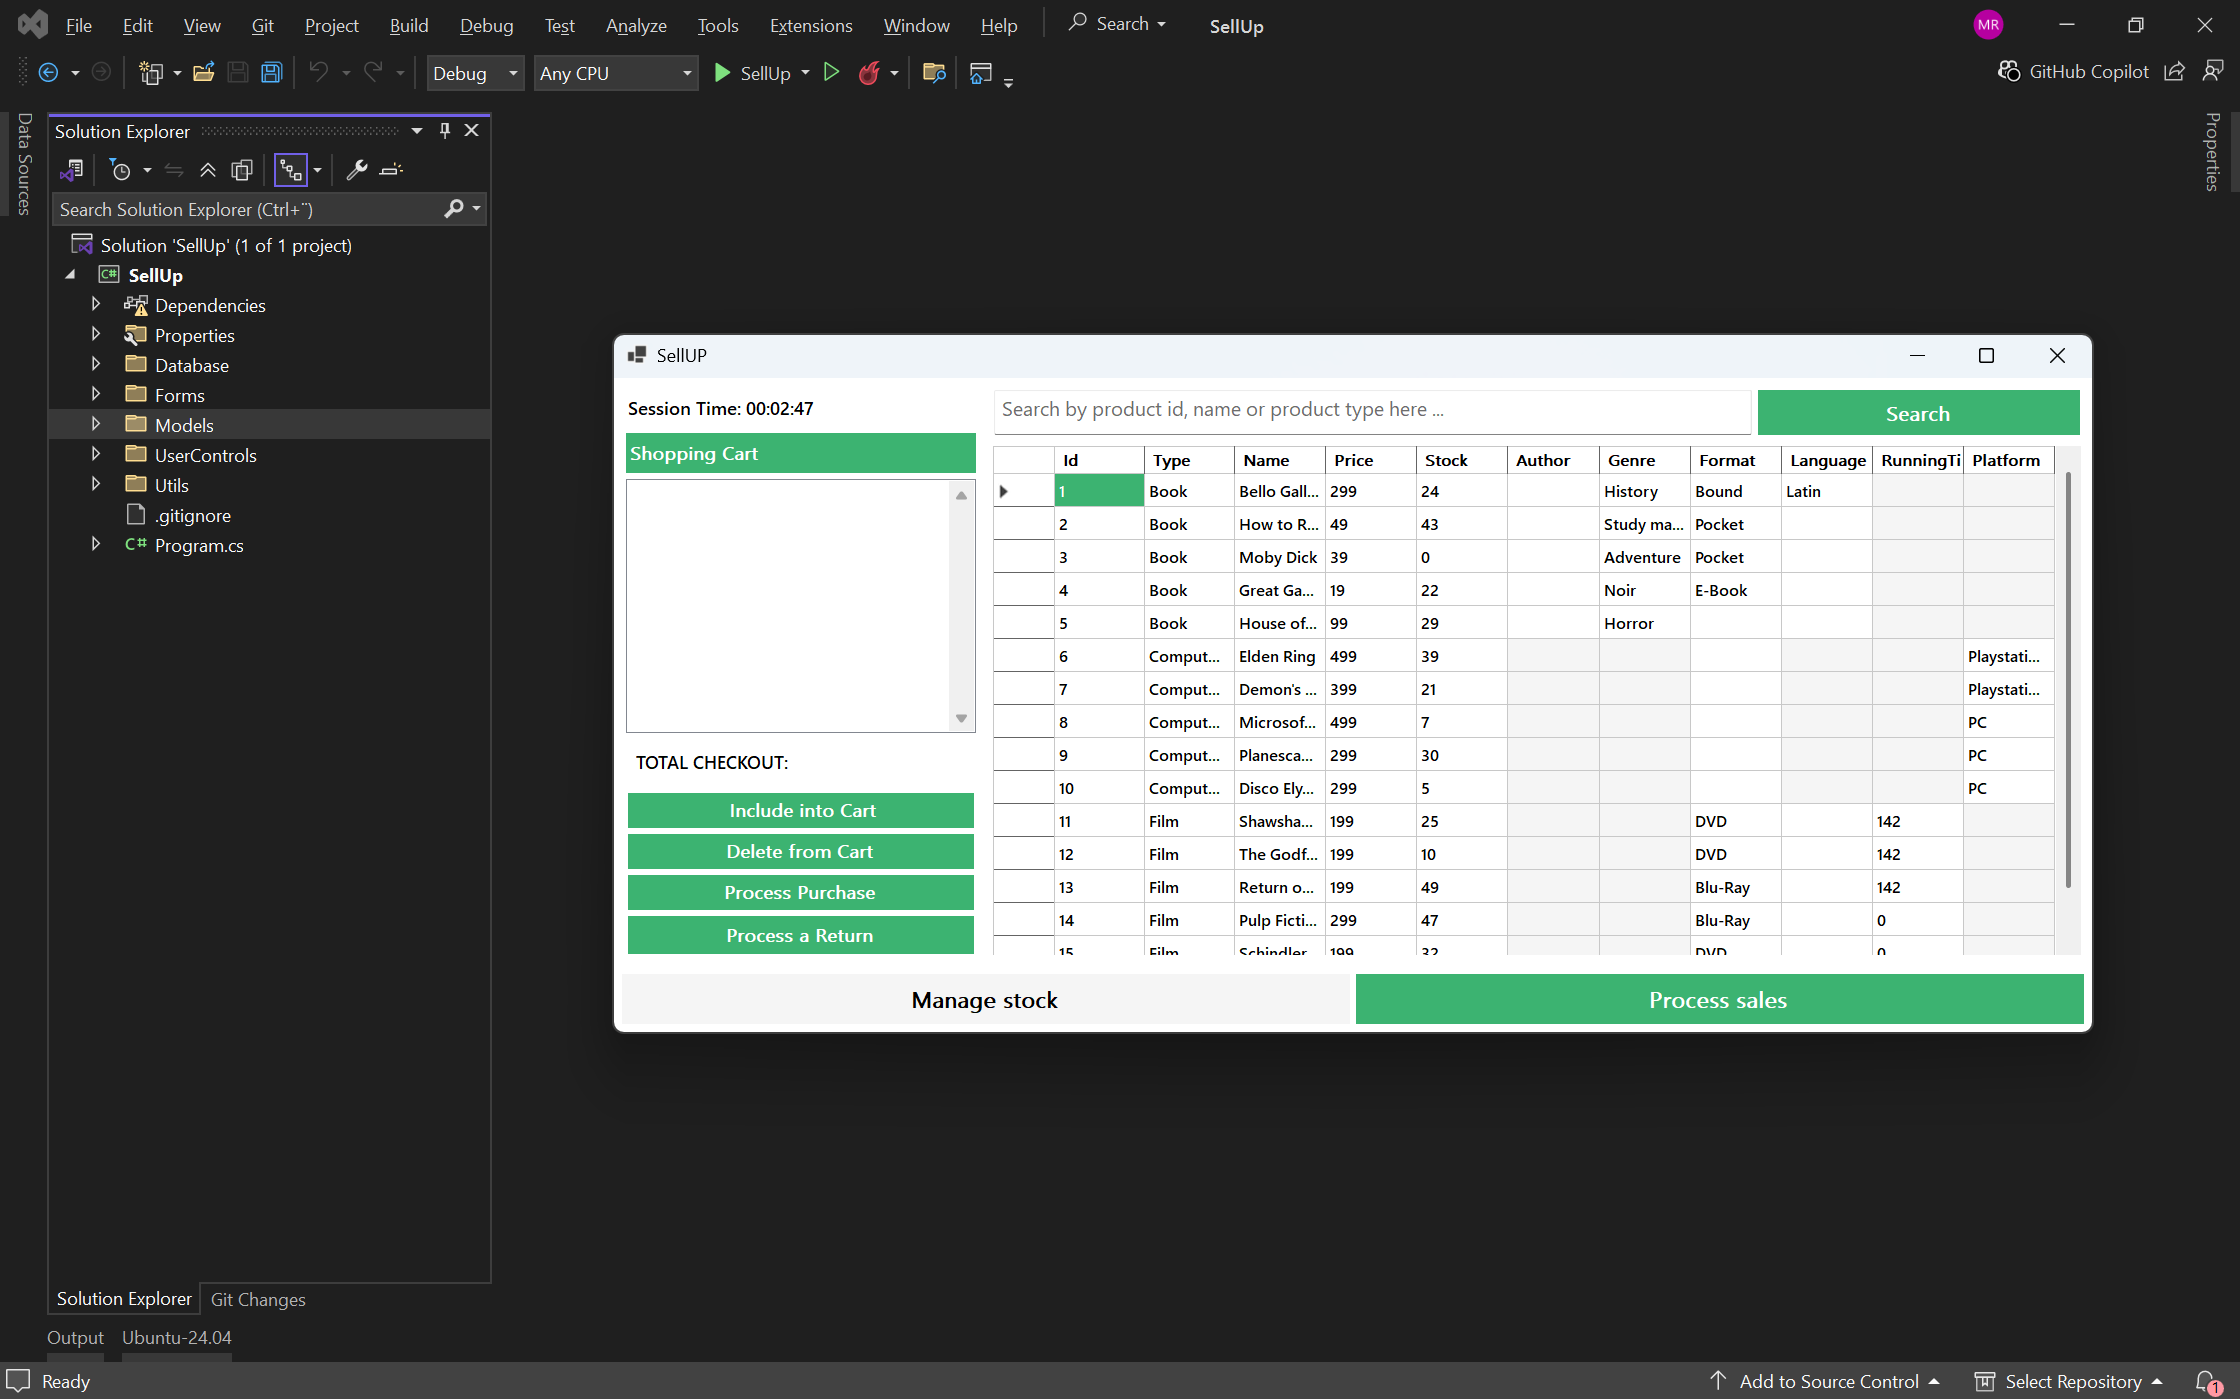 File Edit View Git Project Build Debug Test Analyze Tools Extensions Window Help Search SellUp MR
Debug Any CPU SellUp GitHub Copilot
Data Sources
Solution Explorer
Search Solution Explorer (Ctrl+¨)
Solution 'SellUp' (1 of 1 project)
C# SellUp
Dependencies
Properties
Database
Forms
Models
UserControls
Utils
.gitignore
C# Program.cs
Solution Explorer Git Changes
Output Ubuntu-24.04
Properties
SellUP
Session Time: 00:02:47
Search by product id, name or product type here ...
Search
Shopping Cart
TOTAL CHECKOUT:
Include into Cart
Delete from Cart
Process Purchase
Process a Return
Id Type Name Price Stock Author Genre Format Language RunningTi Platform
1 Book Bello Gall... 299 24 History Bound Latin
2 Book How to R... 49 43 Study ma... Pocket
3 Book Moby Dick 39 0 Adventure Pocket
4 Book Great Ga... 19 22 Noir E-Book
5 Book House of... 99 29 Horror
6 Comput... Elden Ring 499 39 Playstati...
7 Comput... Demon's ... 399 21 Playstati...
8 Comput... Microsof... 499 7 PC
9 Comput... Planesca... 299 30 PC
10 Comput... Disco Ely... 299 5 PC
11 Film Shawsha... 199 25 DVD 142
12 Film The Godf... 199 10 DVD 142
13 Film Return o... 199 49 Blu-Ray 142
14 Film Pulp Ficti... 299 47 Blu-Ray 0
15 Film Schindler 199 32 DVD 0
Manage stock
Process sales
Ready Add to Source Control Select Repository 1